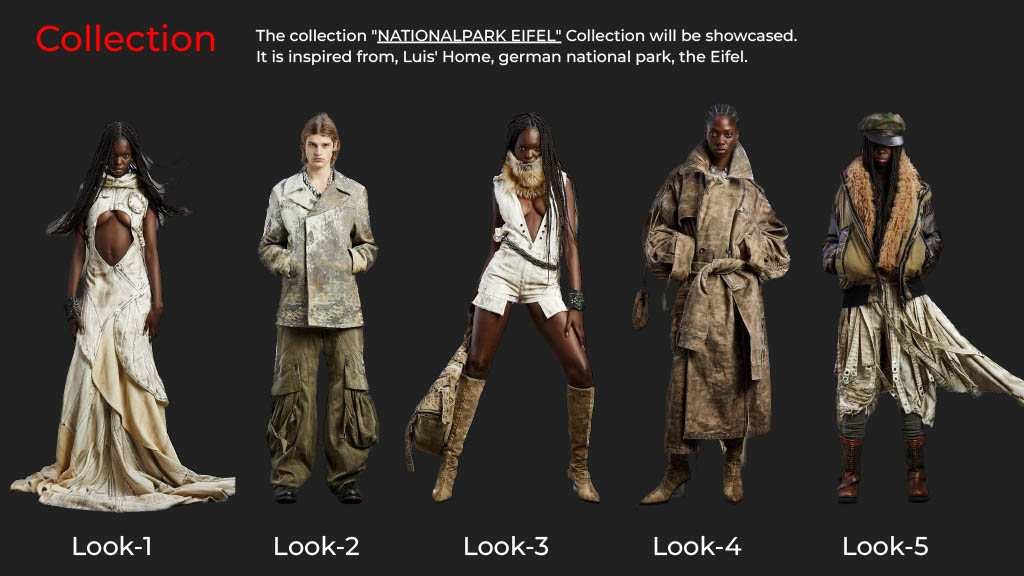 Collection
The collection "NATIONALPARK EIFEL" Collection will be showcased.
It is inspired from, Luis' Home, german national park, the Eifel.
Look-1
Look-2
Look-3
Look-4
Look-5